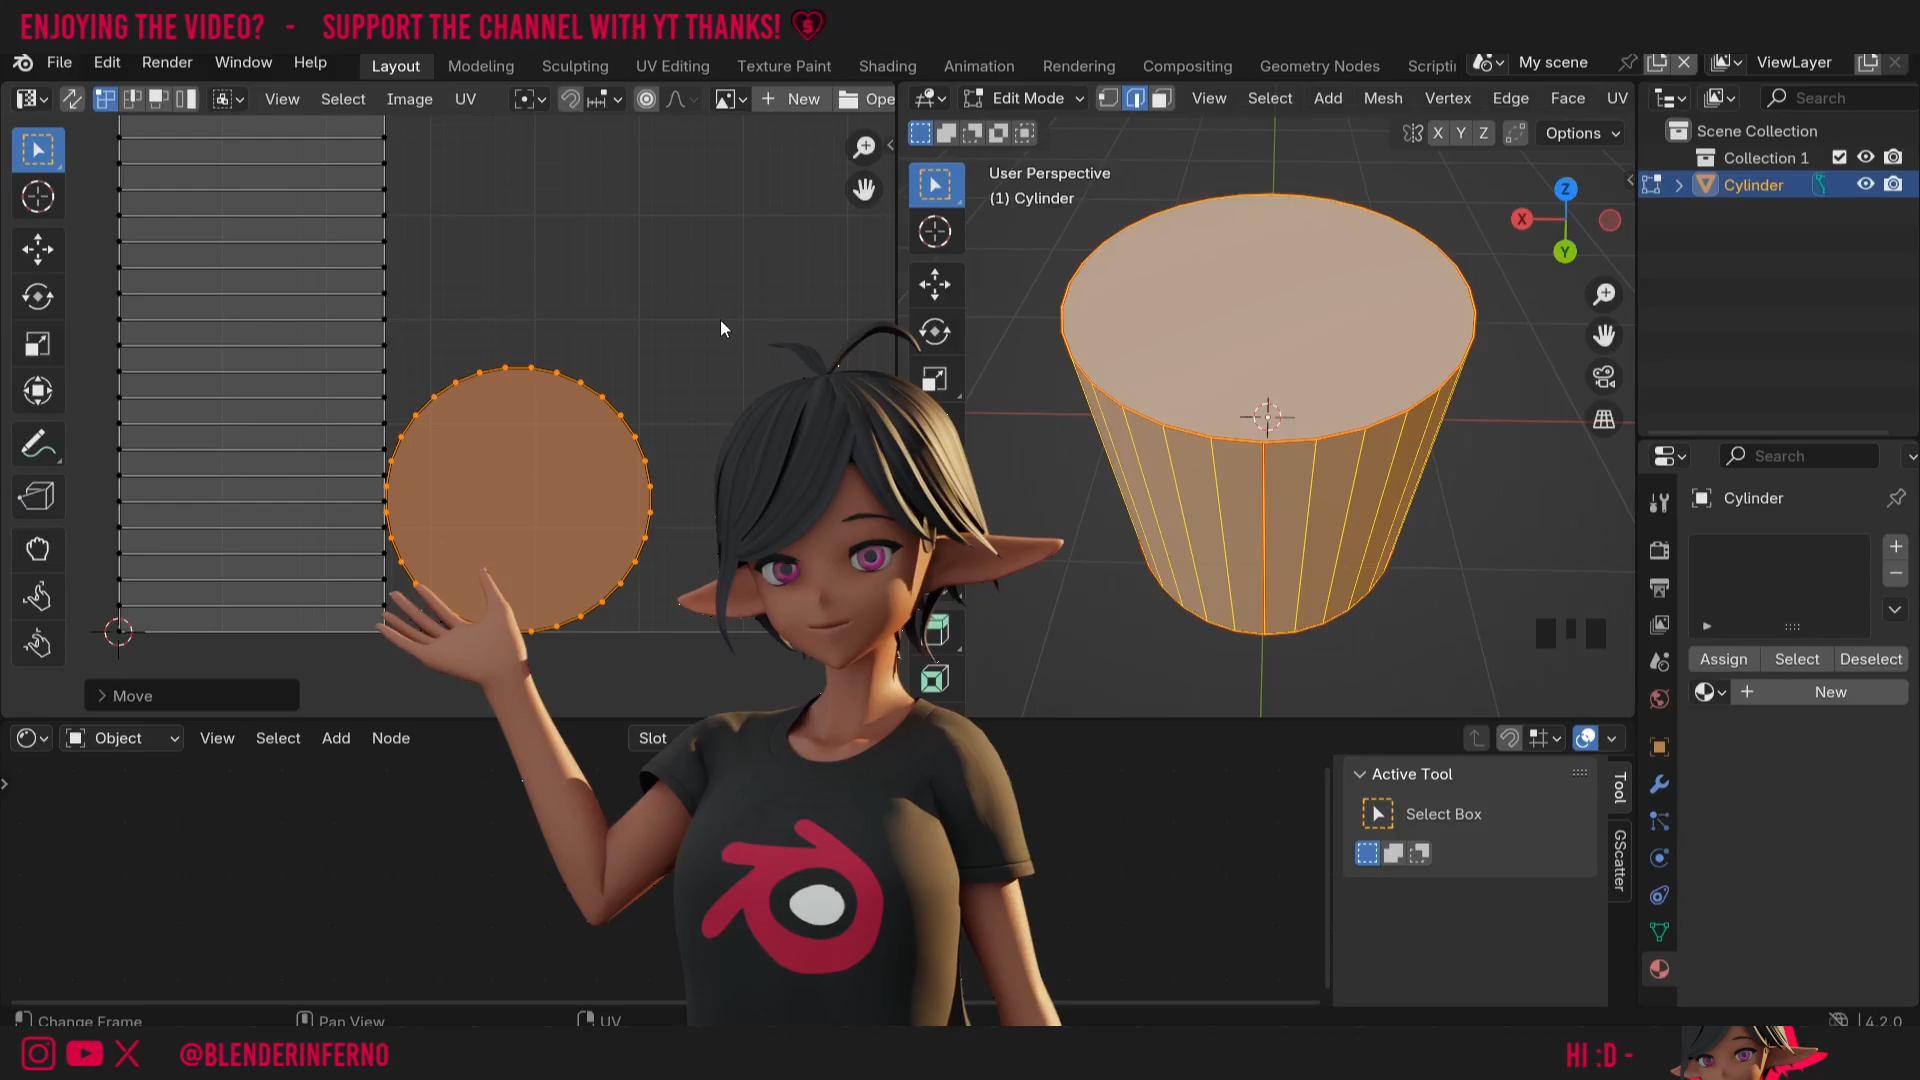 ENJOYING THE VIDEO? - SUPPORT THE CHANNEL WITH YT THANKS!
File Edit Render Window Help Layout Modeling Sculpting UV Editing Texture Paint Shading Animation Rendering Compositing Geometry Nodes Scripti My scene ViewLayer
View Select Image UV New Ope Edit Mode View Select Add Mesh Vertex Edge Face UV Search
X Y Z Options Scene Collection
Collection 1
User Perspective
(1) Cylinder
Cylinder
Z
X
Y
Search
Cylinder
Assign Select Deselect
New
Move
Object View Select Add Node Slot
Active Tool
Select Box
Tool
GScatter
Change Frame Pan View UV 4.2.0
@BLENDERINFERNO
HI :D -